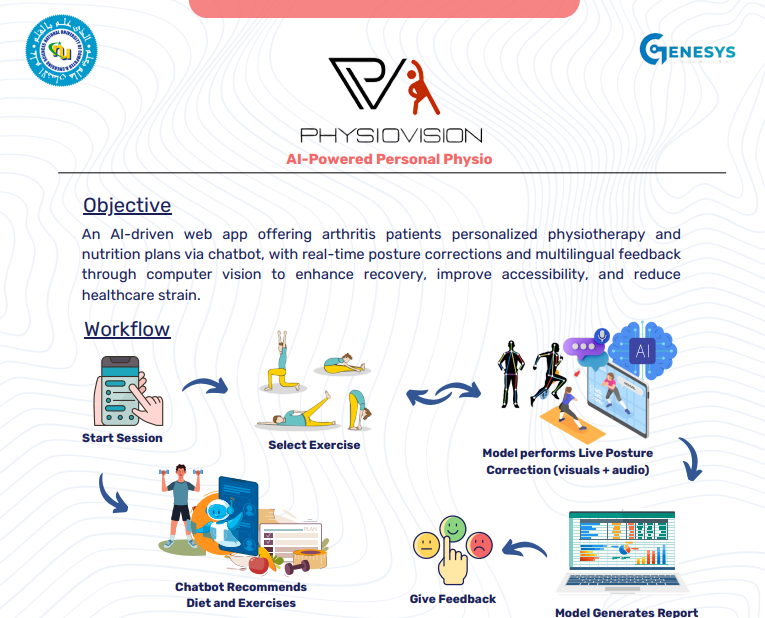 GENESYS
PHYSIOVISION
AI-Powered Personal Physio
Objective
An AI-driven web app offering arthritis patients personalized physiotherapy and
nutrition plans via chatbot, with real-time posture corrections and multilingual feedback
through computer vision to enhance recovery, improve accessibility, and reduce
healthcare strain.
Workflow
AI
Start Session
Select Exercise
Model performs Live Posture
Correction (visuals + audio)
PLAN
Chatbot Recommends
Diet and Exercises
Give Feedback
Model Generates Report